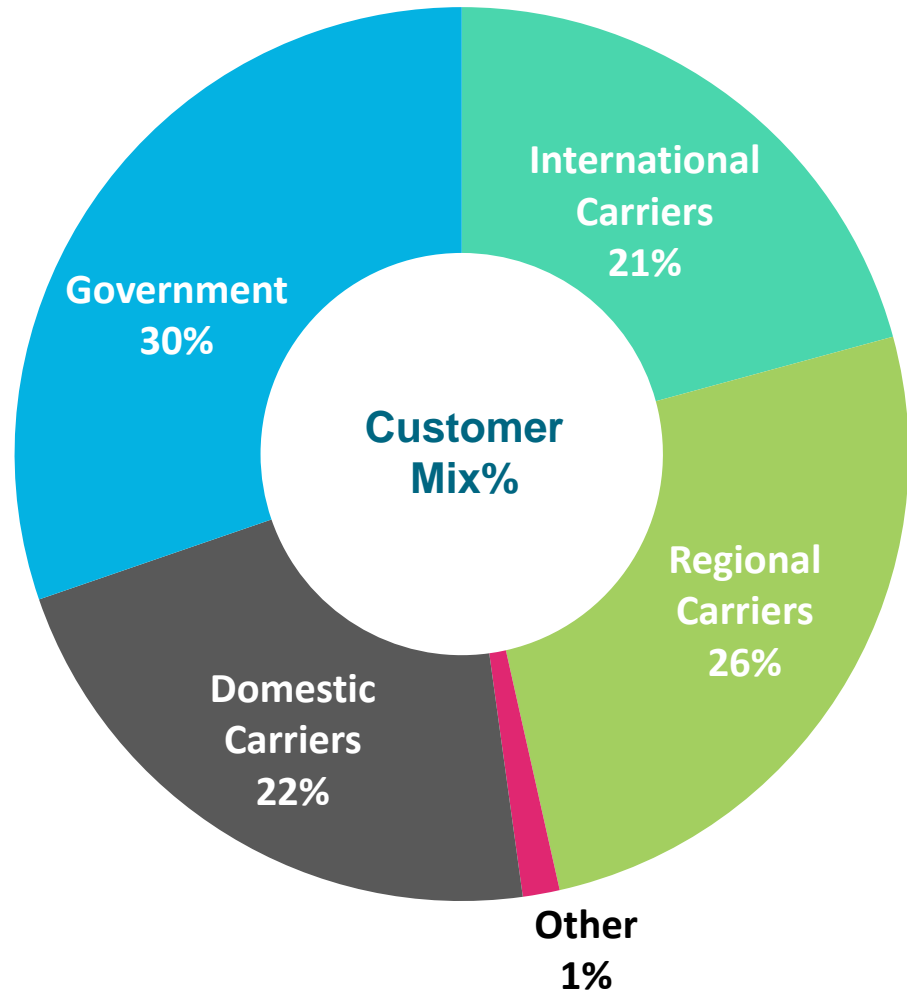 International
Carriers
21%
Government
30%
Customer
Mix%
Regional
Carriers
26%
Domestic
Carriers
22%
Other
1%